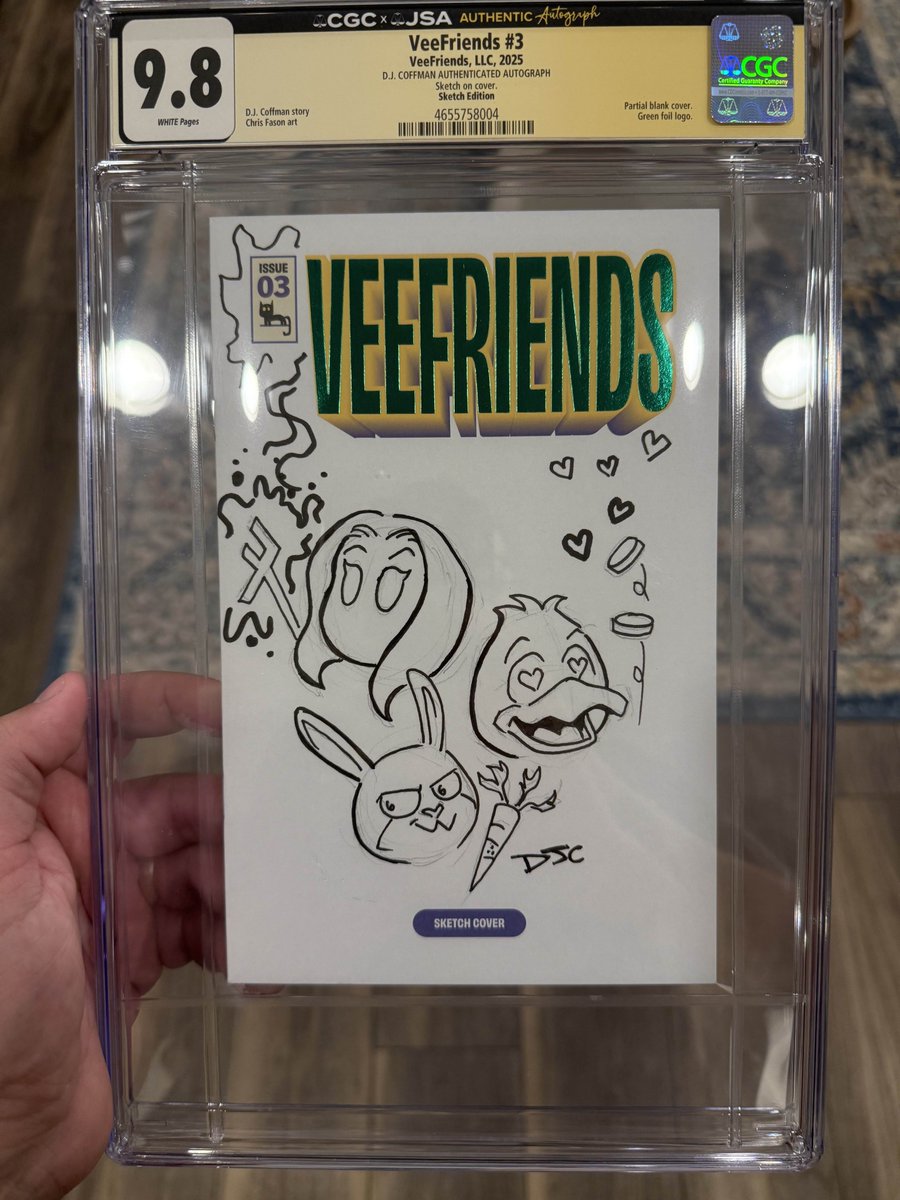 CGC x JSA AUTHENTIC Autograph
9.8
WHITE Pages
VeeFriends #3
VeeFriends, LLC, 2025
D.J. COFFMAN AUTHENTICATED AUTOGRAPH
Sketch on cover.
Sketch Edition
4655758004
D.J. Coffman story
Chris Fason art
Partial blank cover.
Green foil logo.
CGC
Certified Guaranty Company
ISSUE
03
VEEFRIENDS
DJC
SKETCH COVER